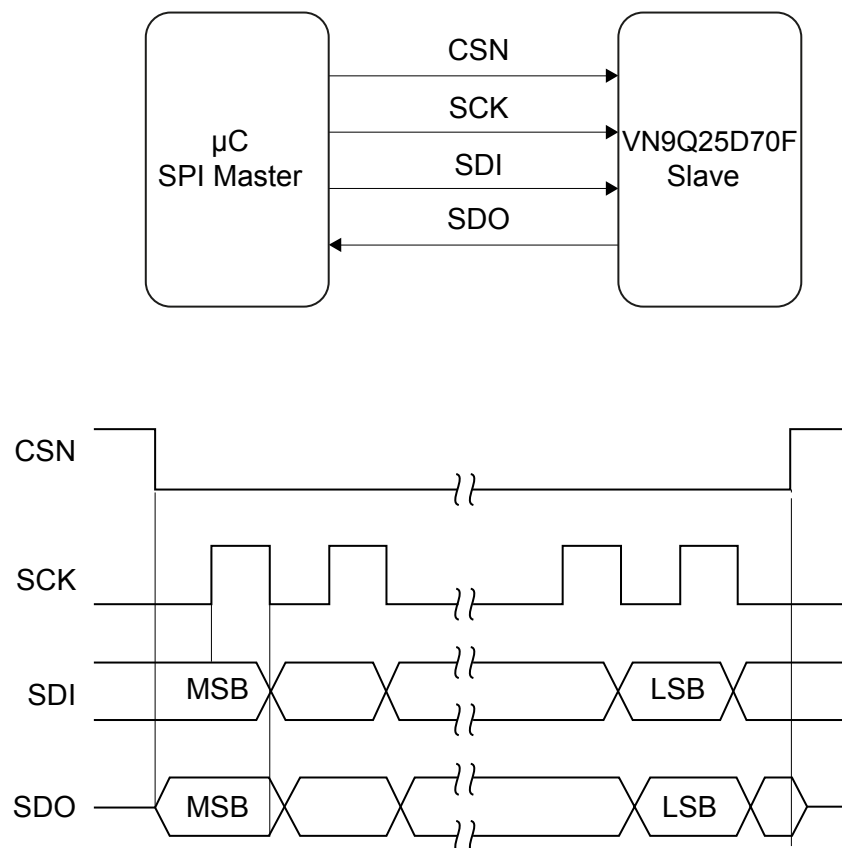 CSN
SCK
SDI
SDO
µC
SPI Master
VN9Q25D70F
Slave
CSN
SCK
SDI
MSB
LSB
SDO
MSB
LSB